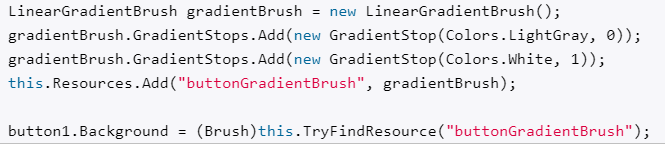 LinearGradientBrush gradientBrush = new LinearGradientBrush();
gradientBrush.GradientStops.Add(new GradientStop(Colors.LightGray, 0));
gradientBrush.GradientStops.Add(new GradientStop(Colors.White, 1));
this.Resources.Add("buttonGradientBrush", gradientBrush);

button1.Background = (Brush)this.TryFindResource("buttonGradientBrush");